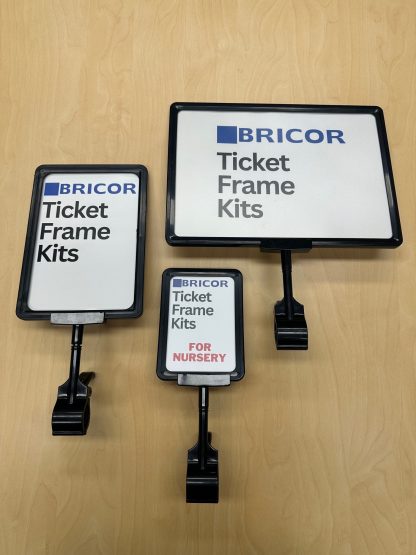 BRICOR
Ticket
Frame
Kits
BRICOR
Ticket
Frame
Kits
BRICOR
Ticket
Frame
Kits
FOR
NURSERY